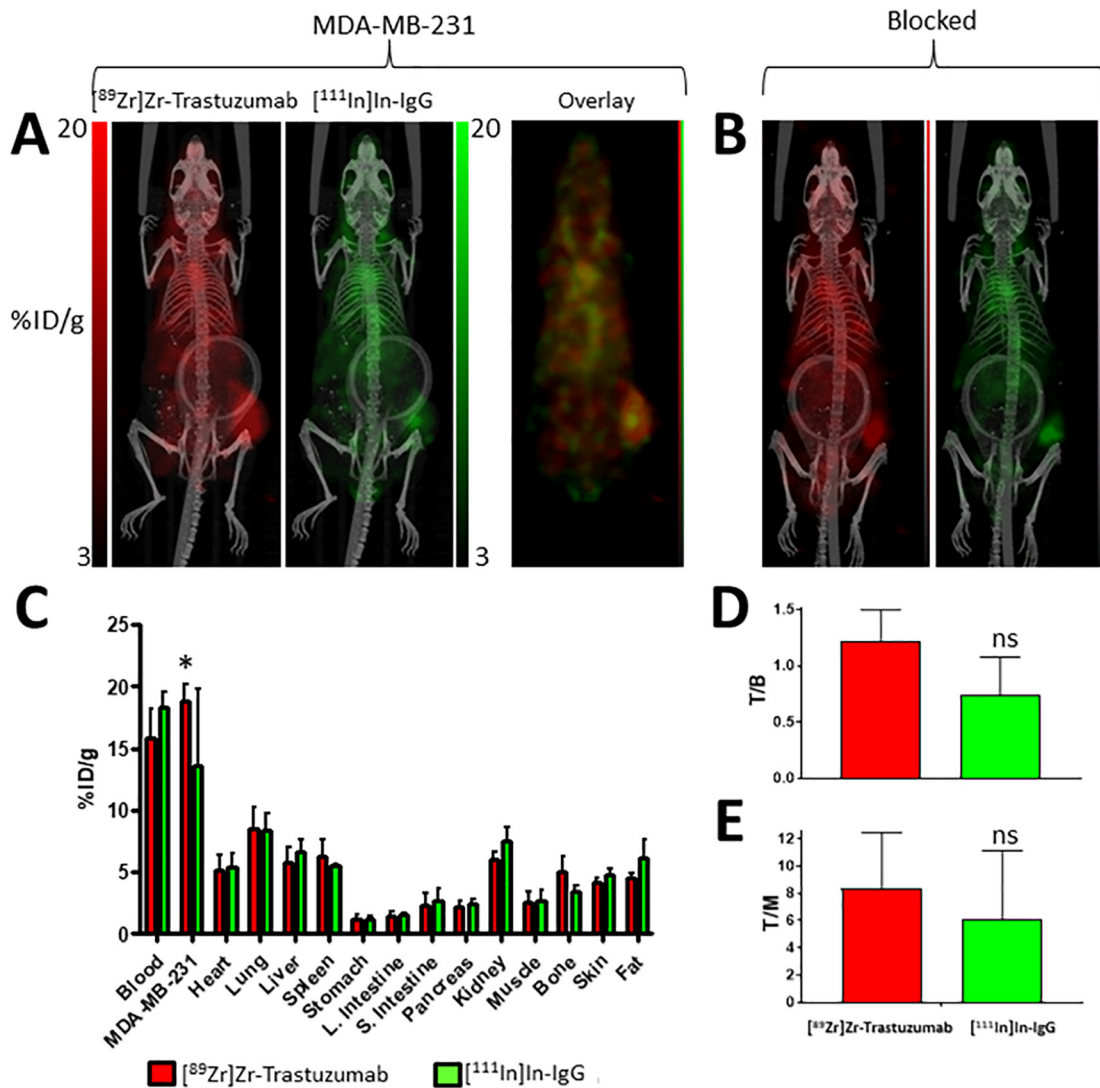 MDA-MB-231
Blocked
[⁸⁹Zr]Zr-Trastuzumab
[¹¹¹In]In-IgG
Overlay
A
20
20
B
%ID/g
3
3
C
25
20
15
10
5
0
%ID/g
*
Blood
MDA-MB-231
Heart
Lung
Liver
Spleen
Stomach
L. Intestine
S. Intestine
Pancreas
Kidney
Muscle
Bone
Skin
Fat
[⁸⁹Zr]Zr-Trastuzumab
[¹¹¹In]In-IgG
D
1.5
1.0
0.5
0.0
T/B
ns
E
12
10
8
6
4
2
0
T/M
ns
[⁸⁹Zr]Zr-Trastuzumab
[¹¹¹In]In-IgG